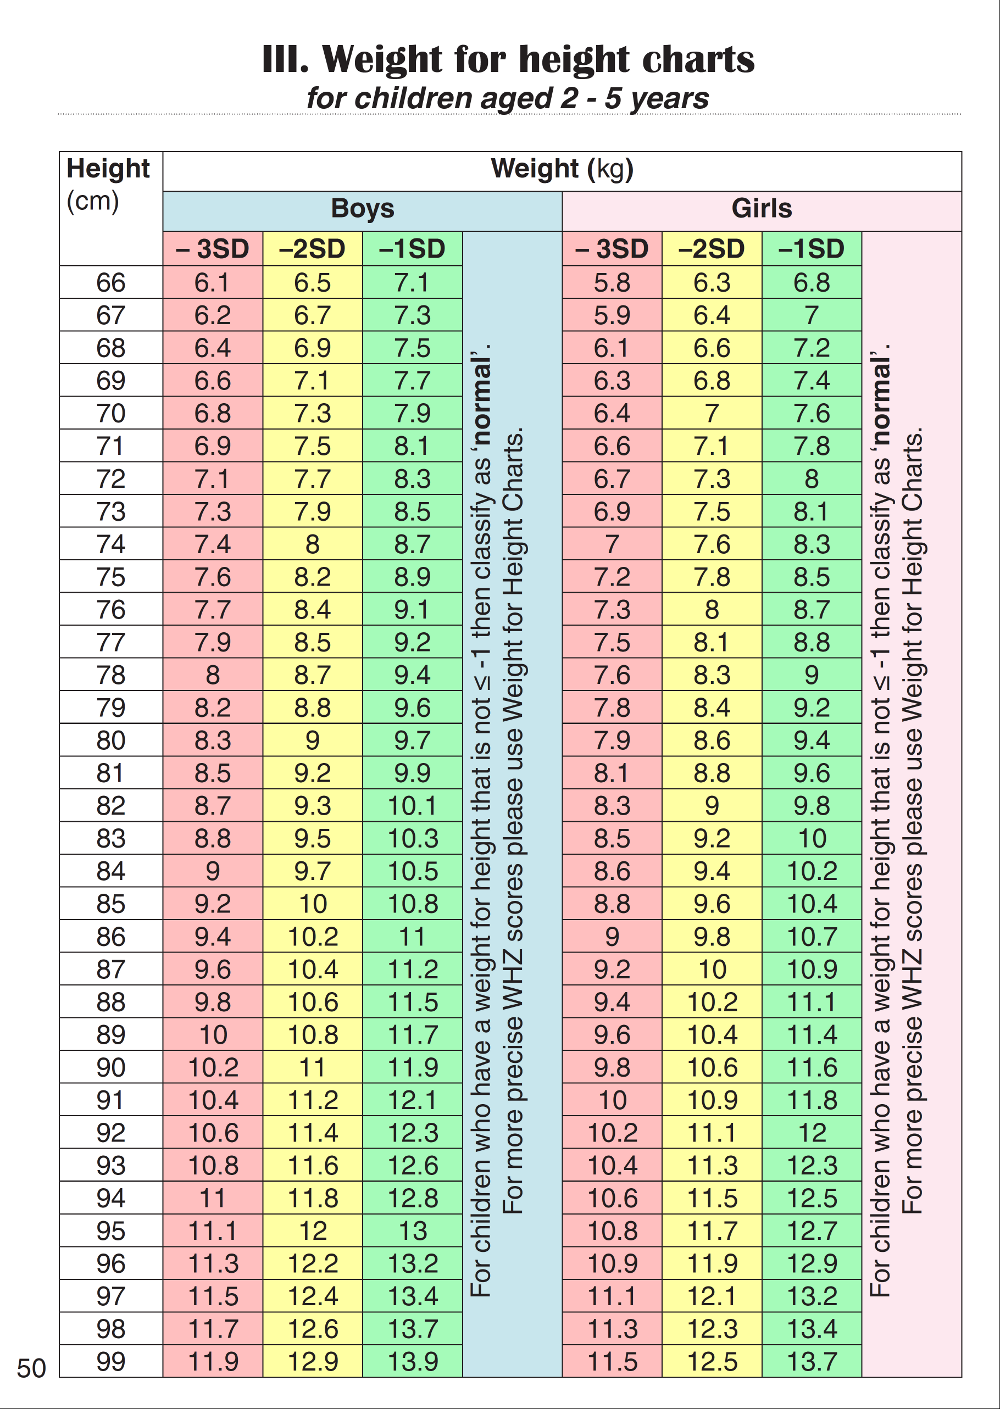 III. Weight for height charts
for children aged 2 - 5 years
Height (cm) Weight (kg)
Boys Girls
– 3SD –2SD –1SD – 3SD –2SD –1SD
66 6.1 6.5 7.1 5.8 6.3 6.8
67 6.2 6.7 7.3 5.9 6.4 7
68 6.4 6.9 7.5 6.1 6.6 7.2
69 6.6 7.1 7.7 6.3 6.8 7.4
70 6.8 7.3 7.9 6.4 7 7.6
71 6.9 7.5 8.1 6.6 7.1 7.8
72 7.1 7.7 8.3 6.7 7.3 8
73 7.3 7.9 8.5 6.9 7.5 8.1
74 7.4 8 8.7 7 7.6 8.3
75 7.6 8.2 8.9 7.2 7.8 8.5
76 7.7 8.4 9.1 7.3 8 8.7
77 7.9 8.5 9.2 7.5 8.1 8.8
78 8 8.7 9.4 7.6 8.3 9
79 8.2 8.8 9.6 7.8 8.4 9.2
80 8.3 9 9.7 7.9 8.6 9.4
81 8.5 9.2 9.9 8.1 8.8 9.6
82 8.7 9.3 10.1 8.3 9 9.8
83 8.8 9.5 10.3 8.5 9.2 10
84 9 9.7 10.5 8.6 9.4 10.2
85 9.2 10 10.8 8.8 9.6 10.4
86 9.4 10.2 11 9 9.8 10.7
87 9.6 10.4 11.2 9.2 10 10.9
88 9.8 10.6 11.5 9.4 10.2 11.1
89 10 10.8 11.7 9.6 10.4 11.4
90 10.2 11 11.9 9.8 10.6 11.6
91 10.4 11.2 12.1 10 10.9 11.8
92 10.6 11.4 12.3 10.2 11.1 12
93 10.8 11.6 12.6 10.4 11.3 12.3
94 11 11.8 12.8 10.6 11.5 12.5
95 11.1 12 13 10.8 11.7 12.7
96 11.3 12.2 13.2 10.9 11.9 12.9
97 11.5 12.4 13.4 11.1 12.1 13.2
98 11.7 12.6 13.7 11.3 12.3 13.4
99 11.9 12.9 13.9 11.5 12.5 13.7
For children who have a weight for height that is not ≤ -1 then classify as ‘normal’.
For more precise WHZ scores please use Weight for Height Charts.
For children who have a weight for height that is not ≤ -1 then classify as ‘normal’.
For more precise WHZ scores please use Weight for Height Charts.
50